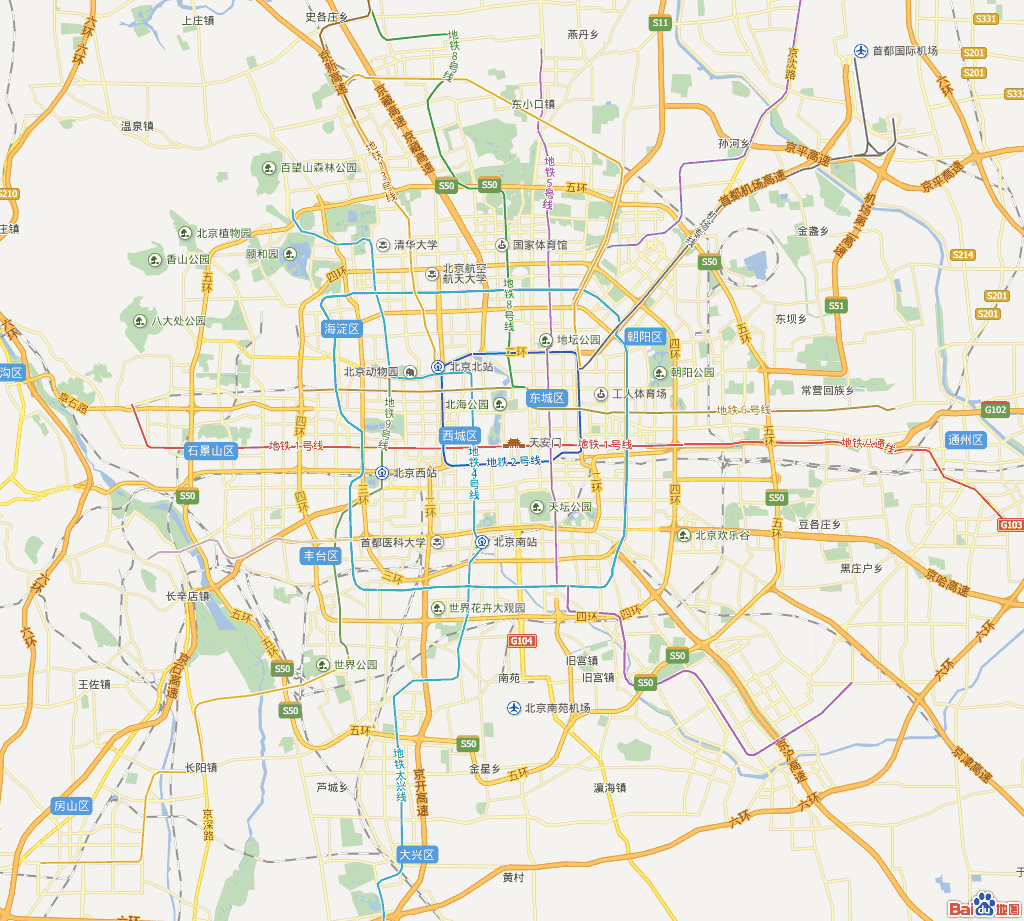 上庄镇
史各庄乡
燕丹乡
S11
S331
六环
六环
地铁8号线
京新高速
京藏高速
京藏高速
京沈路
首都国际机场
S201
S201
六环
东小口镇
温泉镇
地铁13号线
孙河乡
京平高速
京平高速
百望山森林公园
地铁5号线
S50
S50
五环
首都机场高速
机场第二高速
S210
北京植物园
清华大学
国家体育馆
金盏乡
颐和园
香山公园
S50
S214
四环
北京航空
航天大学
五环
地铁8号线
S201
S51
S201
八大处公园
海淀区
东坝乡
六环
五环
朝阳区
地坛公园
四环
二环
北京北站
北京动物园
朝阳公园
常营回族乡
阜石路
东城区
工人体育场
北海公园
地铁6号线
G102
地铁9号线
四环
五环
西城区
天安门
地铁1号线
地铁1号线
地铁八通线
通州区
石景山区
地铁2号线
地铁4号线
北京西站
二环
三环
二环
四环
四环
S50
S50
五环
天坛公园
豆各庄乡
G103
北京欢乐谷
首都医科大学
北京南站
丰台区
黑庄户乡
三环
京哈高速
六环
长辛店镇
世界花卉大观园
五环
四环
四环
六环
五环
G104
六环
京石高速
S50
世界公园
旧宫镇
旧宫镇
S50
S50
六环
王佐镇
南苑
S50
北京南苑机场
五环
S50
地铁大兴线
京沪高速
京津高速
长阳镇
金星乡
五环
芦城乡
京开高速
瀛海镇
房山区
京深路
六环
六环
大兴区
黄村
六环
Bai du 地图